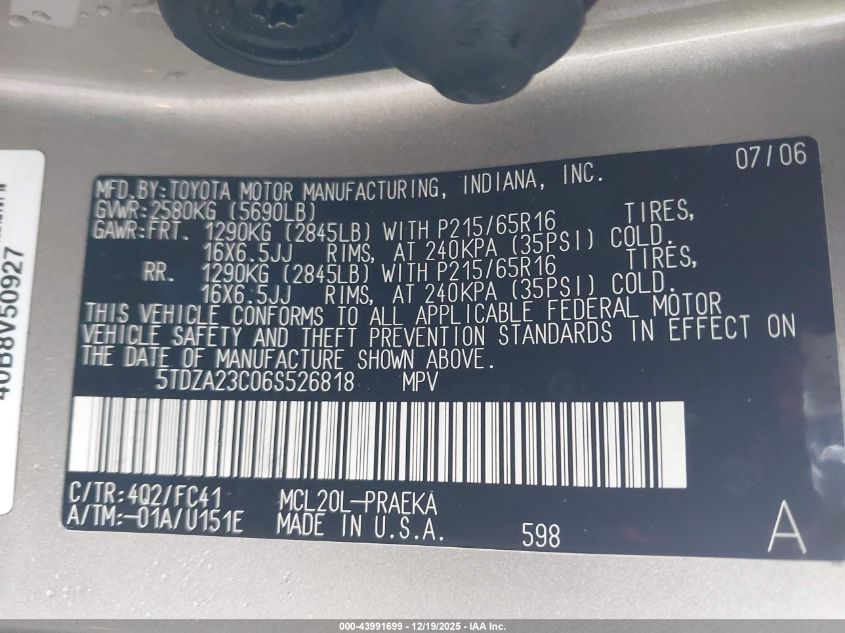 07/06
MFD.BY:TOYOTA MOTOR MANUFACTURING, INDIANA, INC.
GVWR:2580KG (5690LB)
GAWR:FRT. 1290KG (2845LB) WITH P215/65R16 TIRES,
16X6.5JJ RIMS, AT 240KPA (35PSI) COLD.
RR. 1290KG (2845LB) WITH P215/65R16 TIRES,
16X6.5JJ RIMS, AT 240KPA (35PSI) COLD.
THIS VEHICLE CONFORMS TO ALL APPLICABLE FEDERAL MOTOR
VEHICLE SAFETY AND THEFT PREVENTION STANDARDS IN EFFECT ON
THE DATE OF MANUFACTURE SHOWN ABOVE.
5TDZA23C06S526818 MPV
C/TR:4Q2/FC41 MCL20L-PRAEKA
A/TM:-01A/U151E MADE IN U.S.A. 598 A
40B8V50927
000-43991699 - 12/19/2025 - IAA Inc.